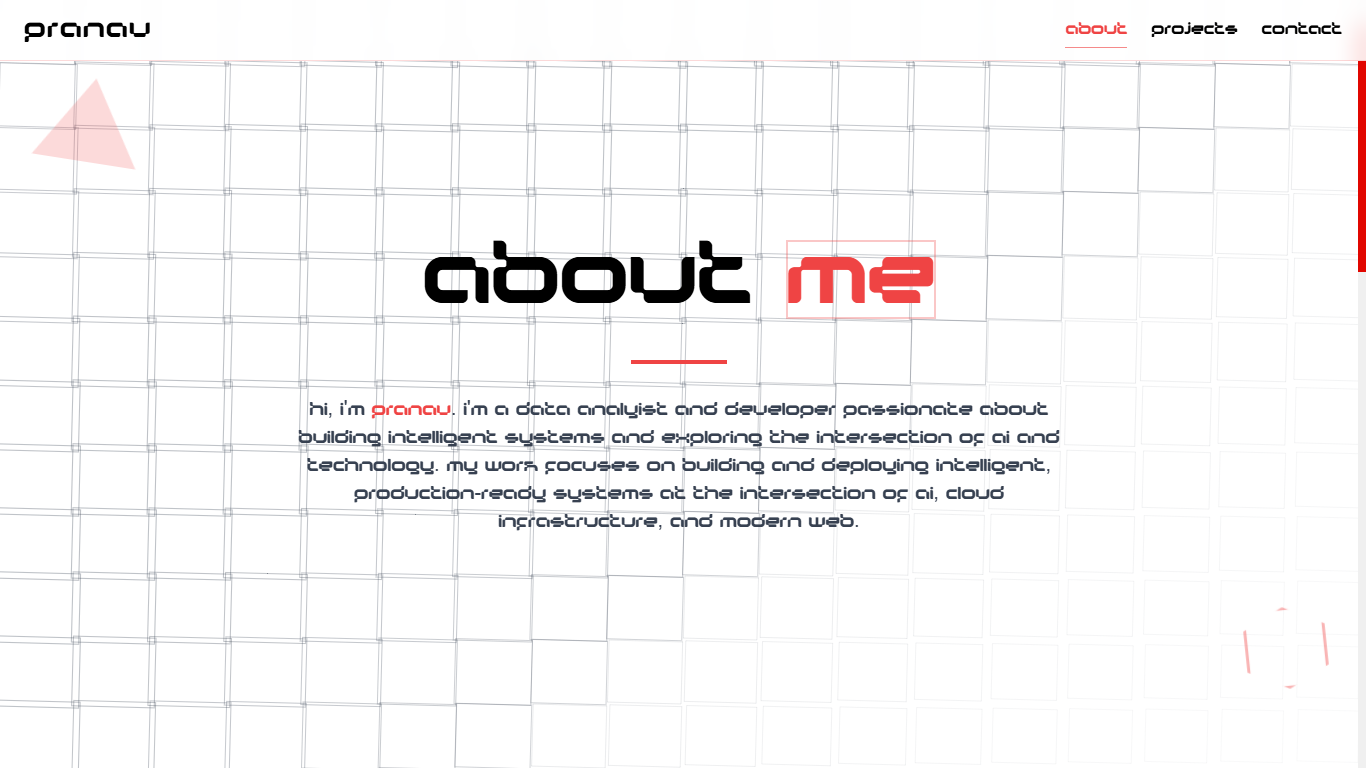 pranav
about projects contact
about me
hi, i'm pranav. i'm a data analyist and developer passionate about
building intelligent systems and exploring the intersection of ai and
technology. my work focuses on building and deploying intelligent,
production-ready systems at the intersection of ai, cloud
infrastructure, and modern web.